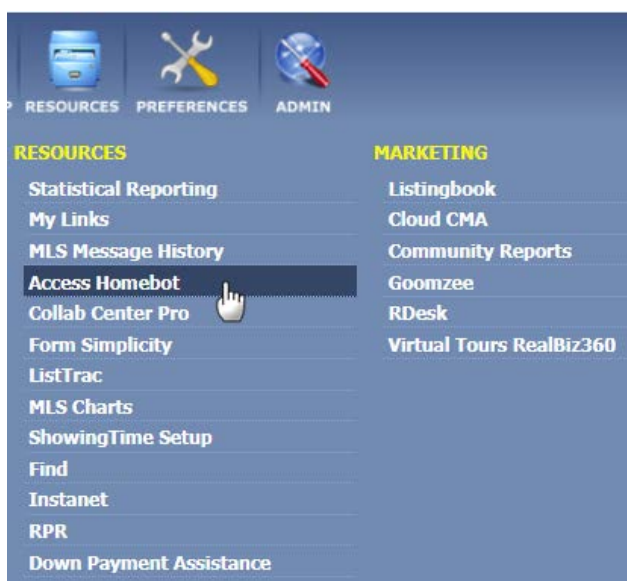 P RESOURCES PREFERENCES ADMIN
RESOURCES
Statistical Reporting
My Links
MLS Message History
Access Homebot
Collab Center Pro
Form Simplicity
ListTrac
MLS Charts
ShowingTime Setup
Find
Instanet
RPR
Down Payment Assistance
MARKETING
Listingbook
Cloud CMA
Community Reports
Goomzee
RDesk
Virtual Tours RealBiz360